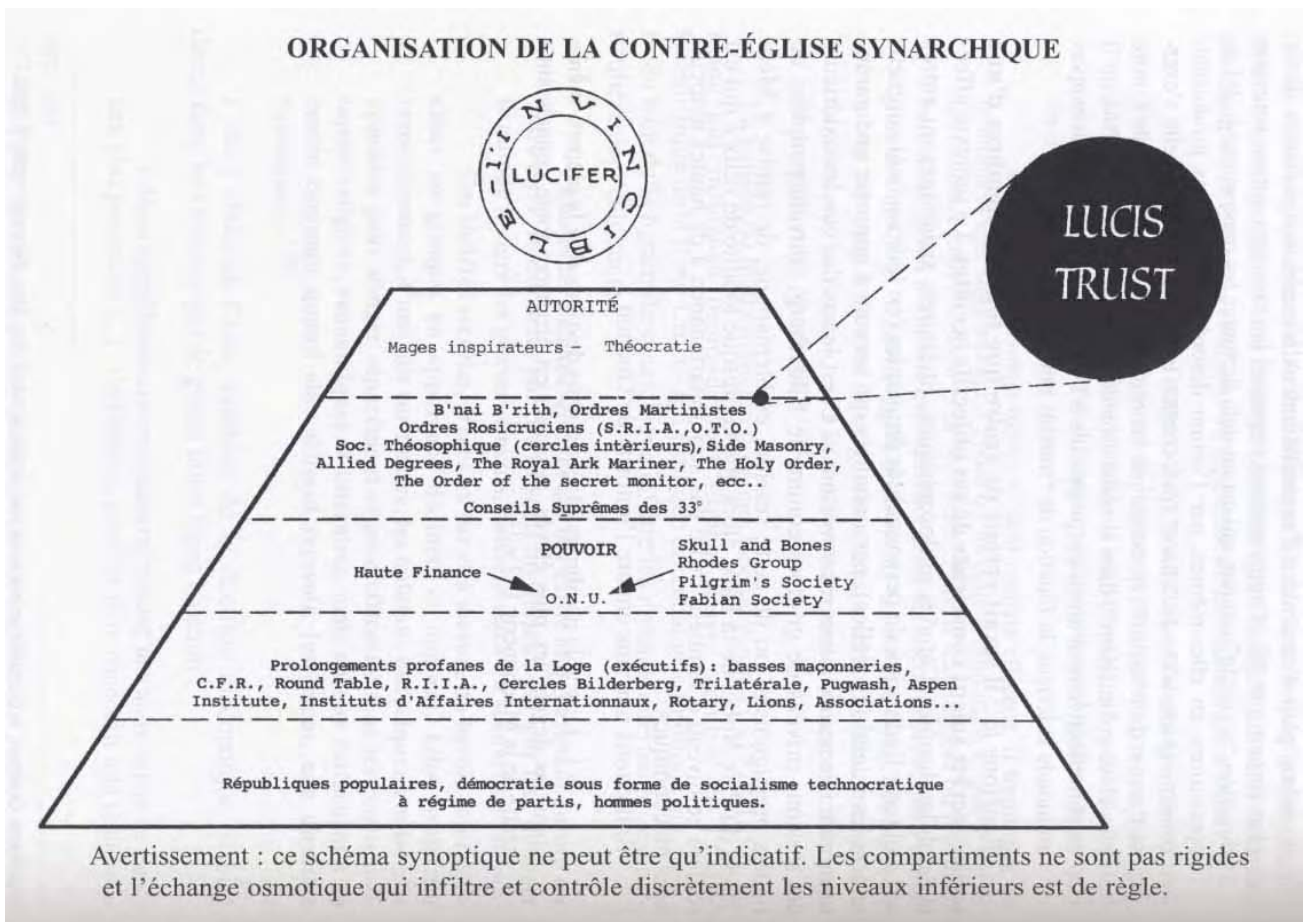 ORGANISATION DE LA CONTRE-ÉGLISE SYNARCHIQUE
L'INVINCIBLE-
LUCIFER
LUCIS
TRUST
AUTORITÉ
Mages inspirateurs - Théocratie
B'nai B'rith, Ordres Martinistes
Ordres Rosicruciens (S.R.I.A.,O.T.O.)
Soc. Théosophique (cercles intèrieurs), Side Masonry,
Allied Degrees, The Royal Ark Mariner, The Holy Order,
The Order of the secret monitor, ecc..
Conseils Suprêmes des 33°
POUVOIR
Haute Finance
O.N.U.
Skull and Bones
Rhodes Group
Pilgrim's Society
Fabian Society
Prolongements profanes de la Loge (exécutifs): basses maçonneries,
C.F.R., Round Table, R.I.I.A., Cercles Bilderberg, Trilatérale, Pugwash, Aspen
Institute, Instituts d'Affaires Internationnaux, Rotary, Lions, Associations...
Républiques populaires, démocratie sous forme de socialisme technocratique
à régime de partis, hommes politiques.
Avertissement : ce schéma synoptique ne peut être qu'indicatif. Les compartiments ne sont pas rigides
et l'échange osmotique qui infiltre et contrôle discrètement les niveaux inférieurs est de règle.